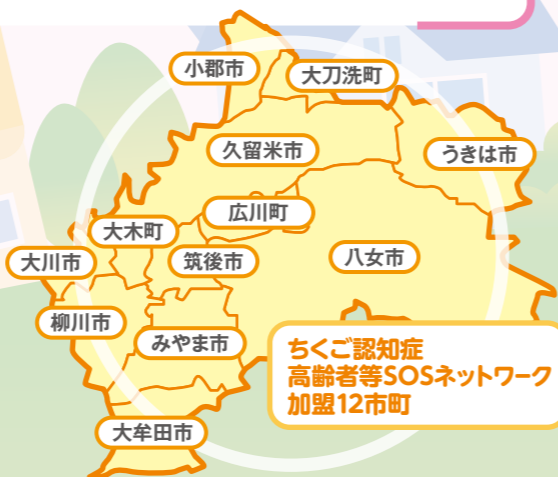 小郡市
大刀洗町
久留米市
うきは市
広川町
大木町
大川市
筑後市
八女市
柳川市
みやま市
ちくご認知症
高齢者等SOSネットワーク
加盟12市町
大牟田市